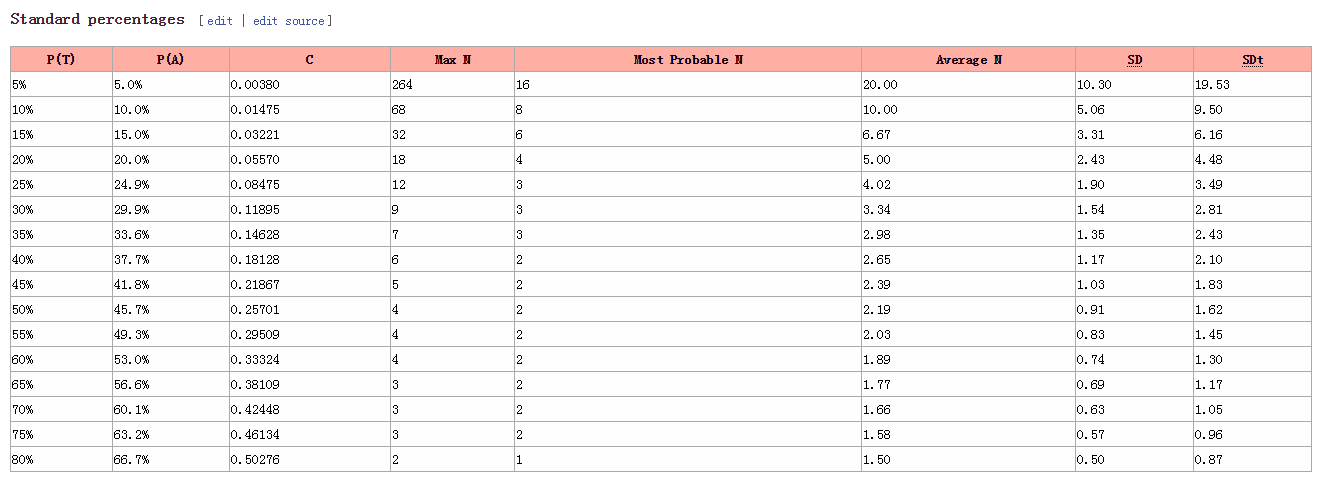 Standard percentages [ edit | edit source ]
P(T) P(A) C Max N Most Probable N Average N SD SDt
5% 5.0% 0.00380 264 16 20.00 10.30 19.53
10% 10.0% 0.01475 68 8 10.00 5.06 9.50
15% 15.0% 0.03221 32 6 6.67 3.31 6.16
20% 20.0% 0.05570 18 4 5.00 2.43 4.48
25% 24.9% 0.08475 12 3 4.02 1.90 3.49
30% 29.9% 0.11895 9 3 3.34 1.54 2.81
35% 33.6% 0.14628 7 3 2.98 1.35 2.43
40% 37.7% 0.18128 6 2 2.65 1.17 2.10
45% 41.8% 0.21867 5 2 2.39 1.03 1.83
50% 45.7% 0.25701 4 2 2.19 0.91 1.62
55% 49.3% 0.29509 4 2 2.03 0.83 1.45
60% 53.0% 0.33324 4 2 1.89 0.74 1.30
65% 56.6% 0.38109 3 2 1.77 0.69 1.17
70% 60.1% 0.42448 3 2 1.66 0.63 1.05
75% 63.2% 0.46134 3 2 1.58 0.57 0.96
80% 66.7% 0.50276 2 1 1.50 0.50 0.87